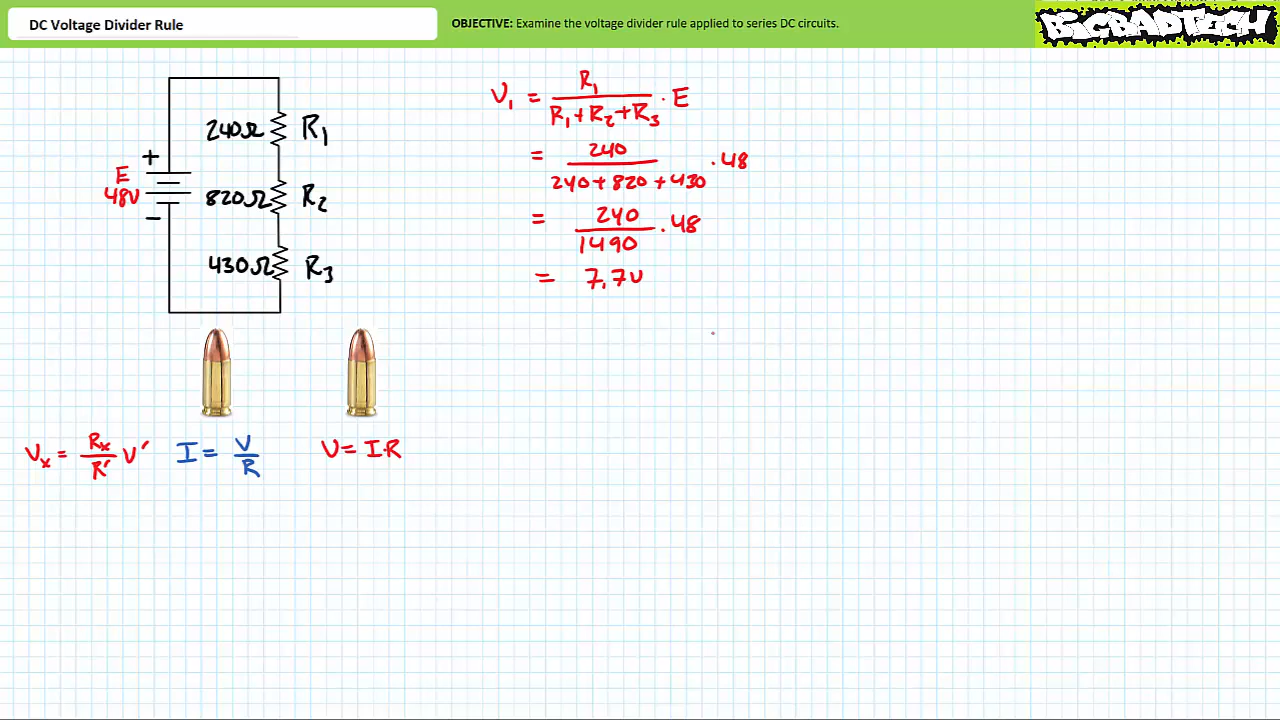 DC Voltage Divider Rule
OBJECTIVE: Examine the voltage divider rule applied to series DC circuits.
BIGBADTECH
240Ω R1
+
E
48V
820Ω R2
−
430Ω R3
V1 = R1 / (R1+R2+R3) · E
= 240 / (240+820+430) · 48
= 240 / 1490 · 48
= 7.7V
Vx = Rx / R' V'
I = V / R
V = I·R